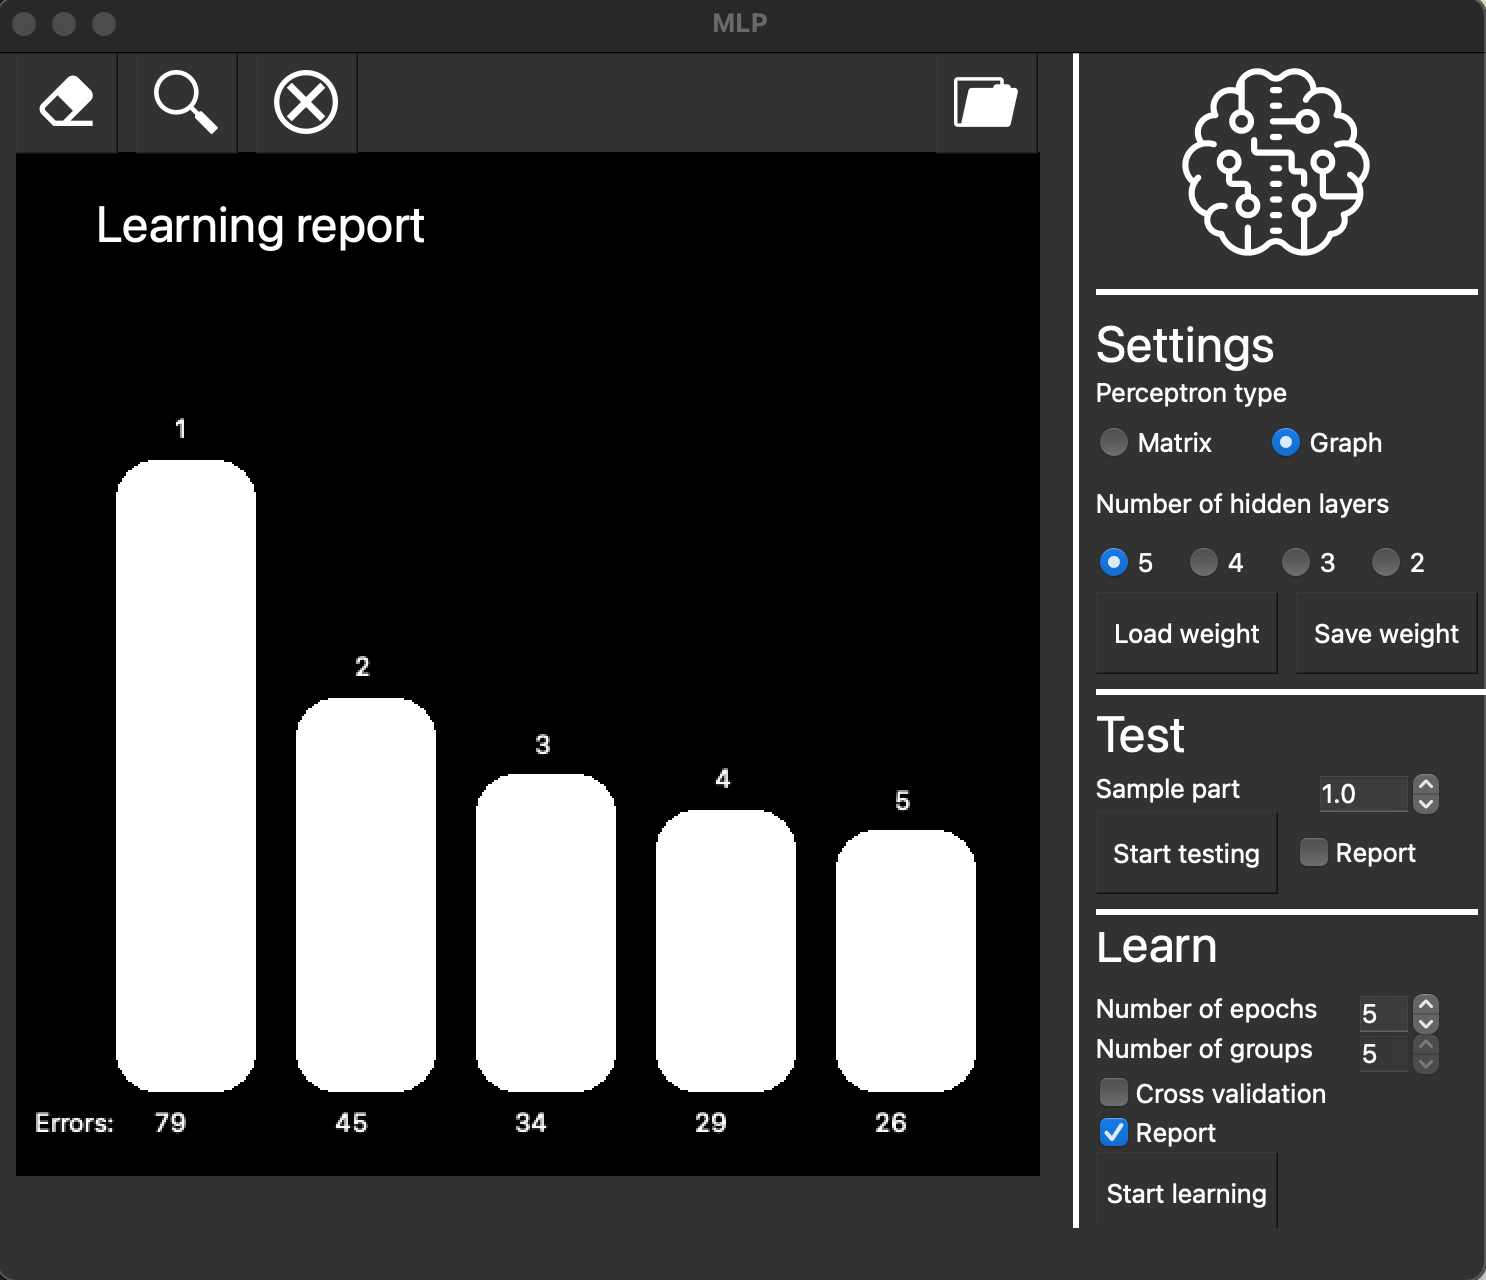 MLP
Learning report
1
2
3
4
5
Errors: 79 45 34 29 26
Settings
Perceptron type
Matrix Graph
Number of hidden layers
5 4 3 2
Load weight Save weight
Test
Sample part 1.0
Start testing Report
Learn
Number of epochs 5
Number of groups 5
Cross validation
Report
Start learning